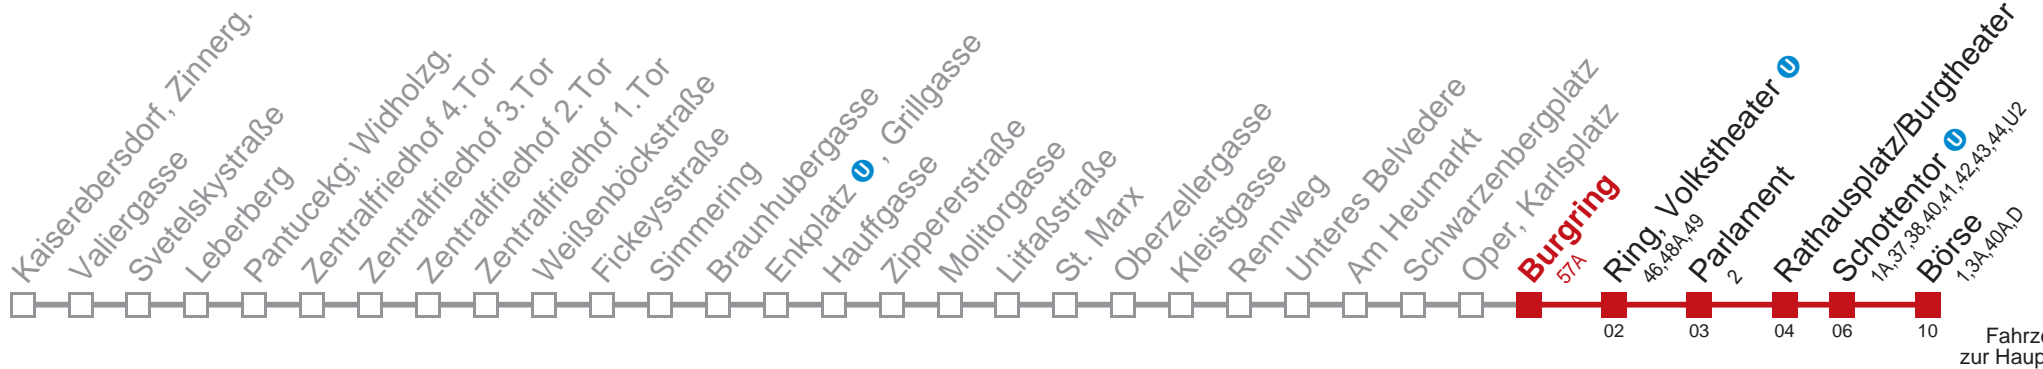 Kaiserebersdorf, Zinnerg.
Valiergasse
Svetelskystraße
Leberberg
Pantucekg; Widholzg.
Zentralfriedhof 4.Tor
Zentralfriedhof 3.Tor
Zentralfriedhof 2.Tor
Zentralfriedhof 1.Tor
Weißenböckstraße
Fickeysstraße
Simmering
Braunhubergasse
Enkplatz U , Grillgasse
Hauffgasse
Zippererstraße
Molitorgasse
Litfaßstraße
St. Marx
Oberzellergasse
Kleistgasse
Rennweg
Unteres Belvedere
Am Heumarkt
Schwarzenbergplatz
Oper, Karlsplatz
Burgring
57A
Ring, Volkstheater U
46,48A,49
Parlament
2
Rathausplatz/Burgtheater
Schottentor U
1A,37,38,40,41,42,43,44,U2
Börse
1,3A,40A,D
02
03
04
06
10
Fahrze
zur Haup